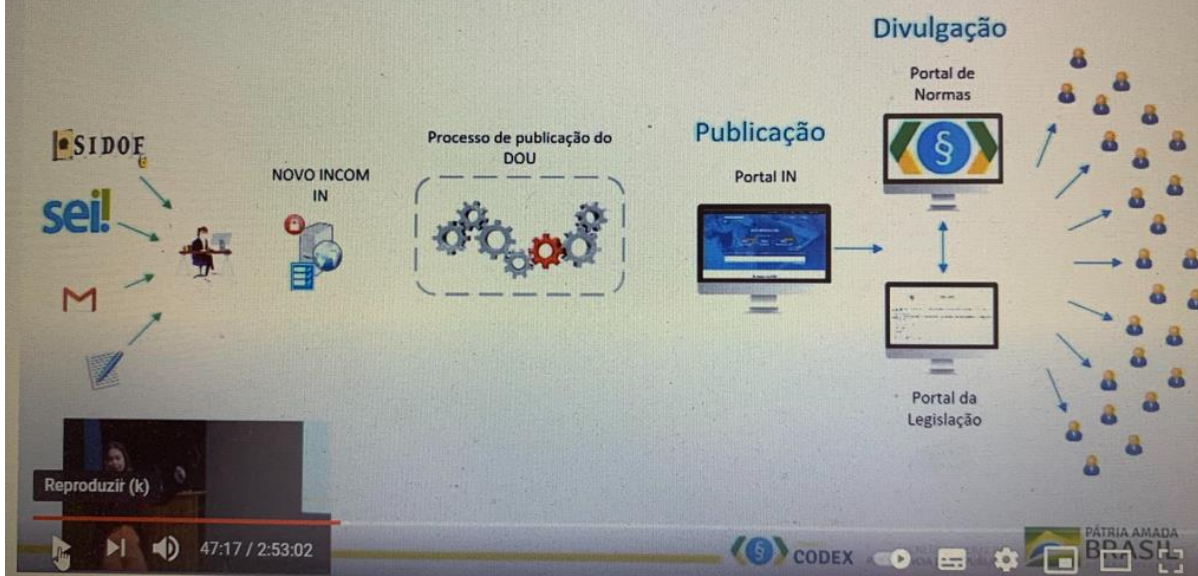 Divulgação
Portal de
Normas
SIDOF
sei!
NOVO INCOM
IN
Processo de publicação do
DOU
Publicação
Portal IN
§
Portal da
Legislação
Reproduzir (k)
47:17 / 2:53:02
§ CODEX
PÁTRIA AMADA
BRASIL